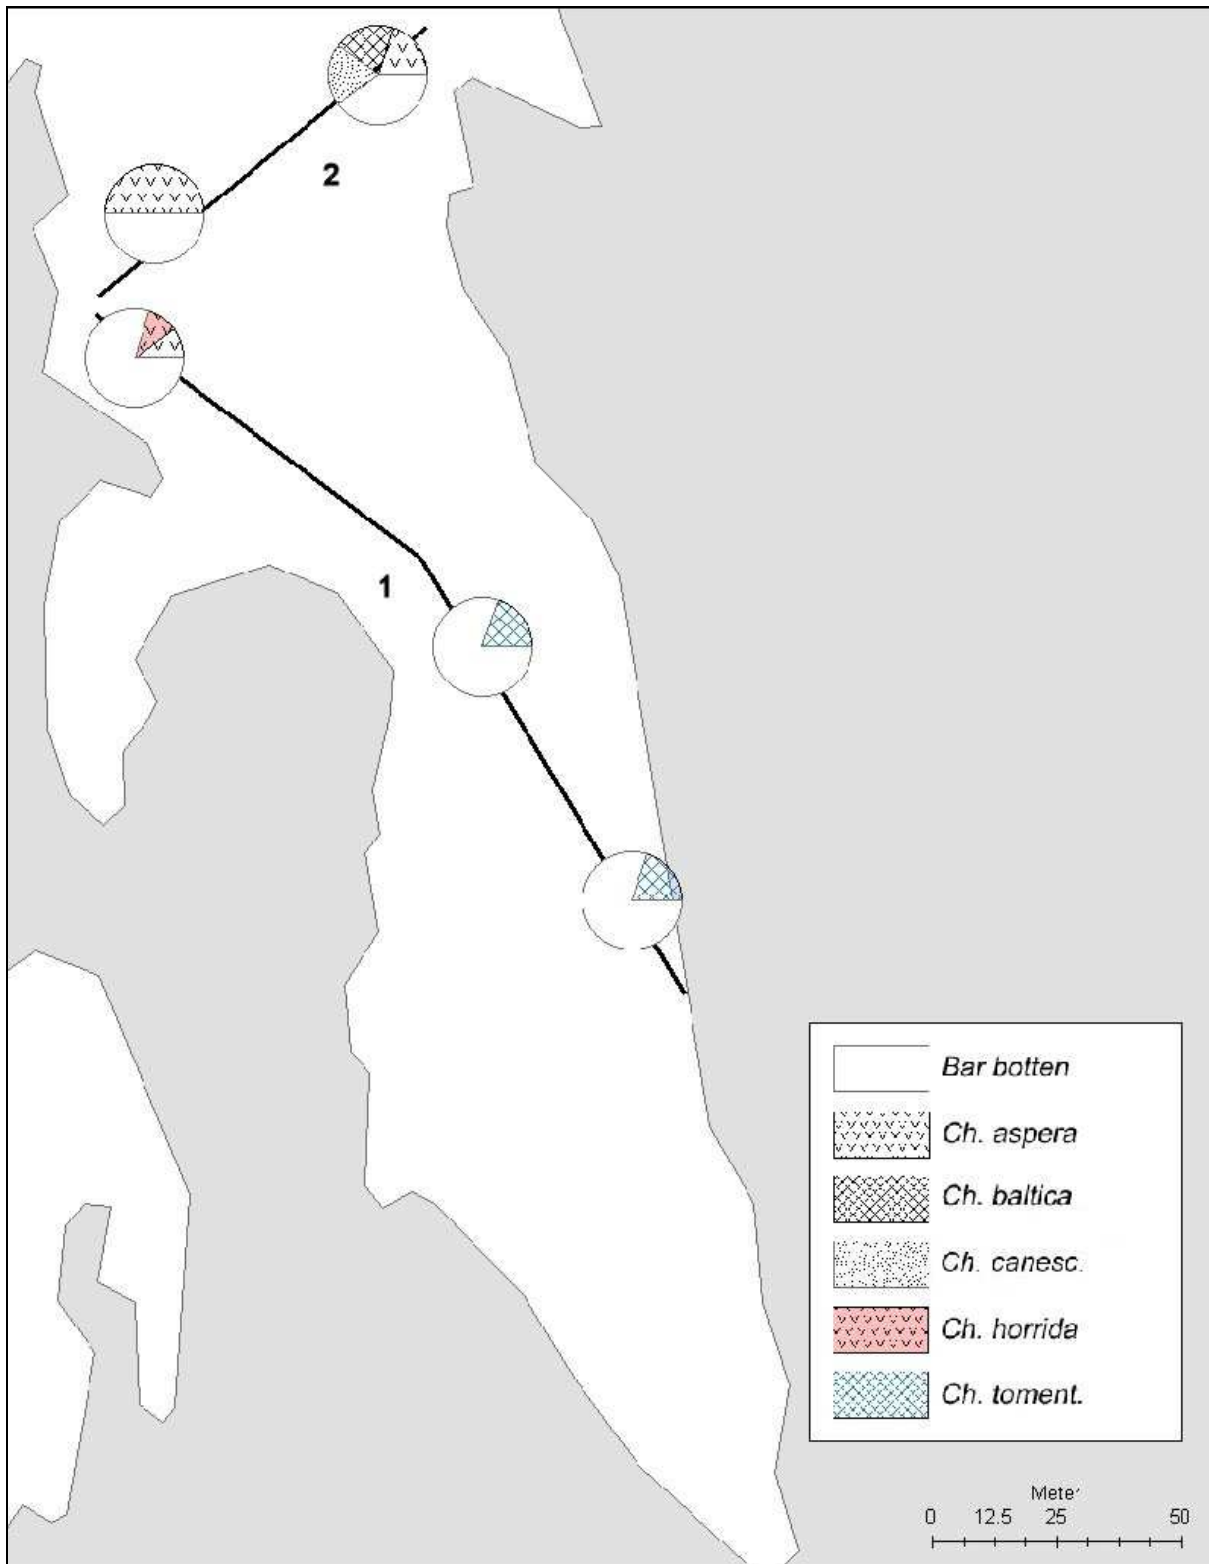 2
1
Bar botten
Ch. aspera
Ch. baltica
Ch. canesc.
Ch. horrida
Ch. toment.
Meter
0 12.5 25 50